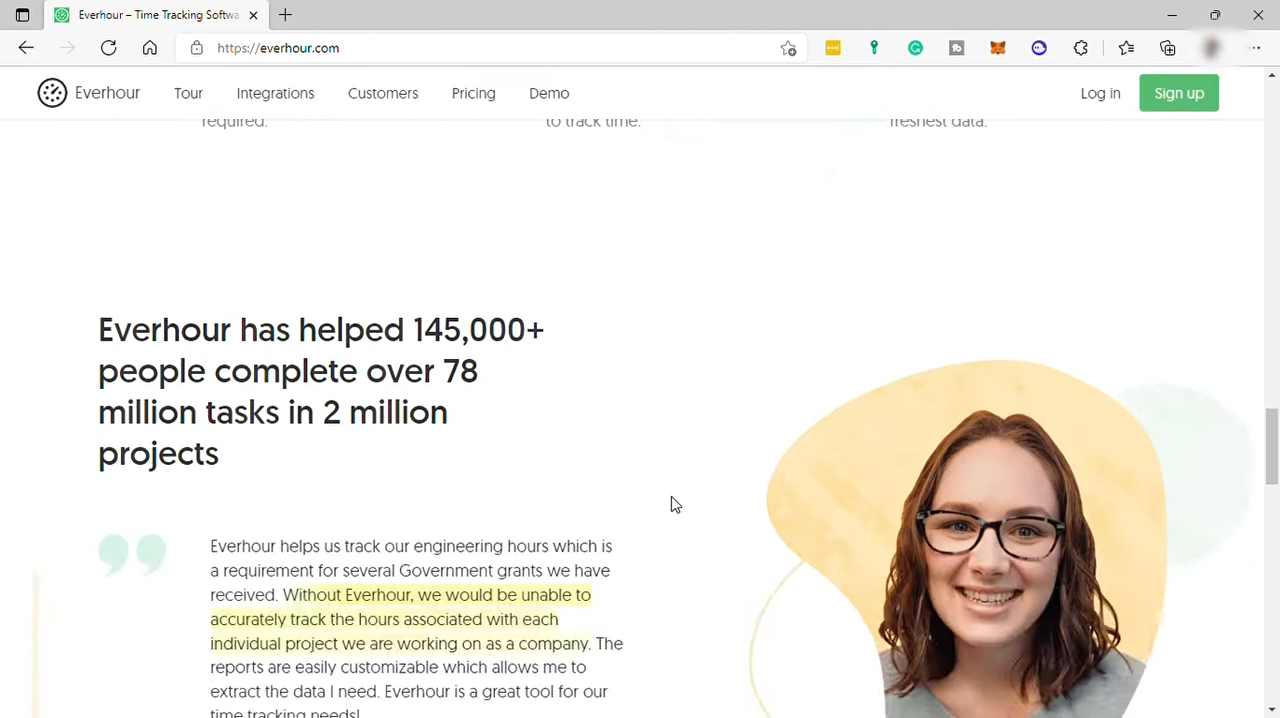 Everhour – Time Tracking Softwa
https://everhour.com
Everhour Tour Integrations Customers Pricing Demo Log in Sign up
required. to track time. freshest data.
Everhour has helped 145,000+
people complete over 78
million tasks in 2 million
projects
Everhour helps us track our engineering hours which is
a requirement for several Government grants we have
received. Without Everhour, we would be unable to
accurately track the hours associated with each
individual project we are working on as a company. The
reports are easily customizable which allows me to
extract the data I need. Everhour is a great tool for our
time tracking needs!